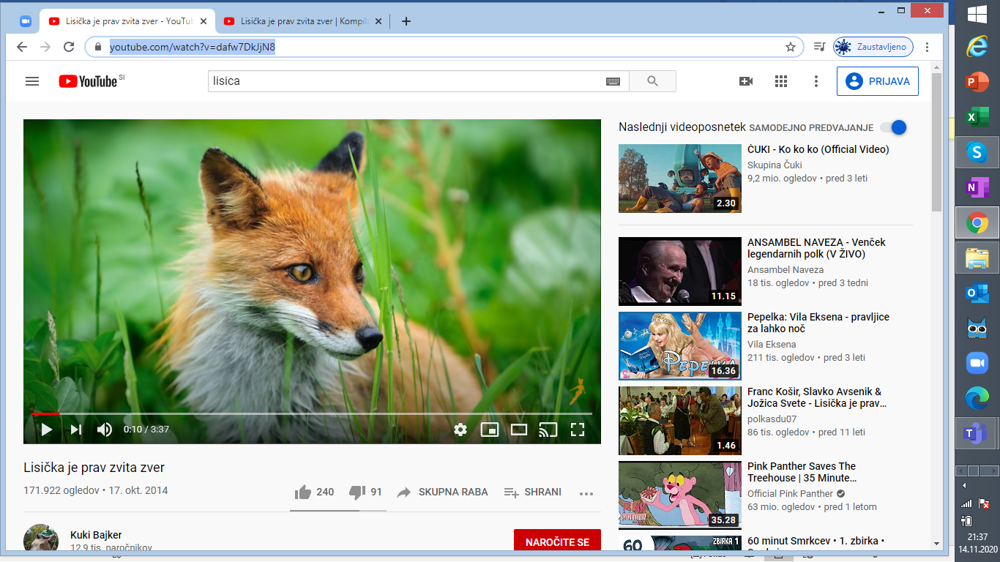 Lisička je prav zvita zver - YouTub
Lisička je prav zvita zver | Kompil
youtube.com/watch?v=dafw7DkJjN8
Zaustavljeno
YouTube SI
lisica
PRIJAVA
0:10 / 3:37
Lisička je prav zvita zver
171.922 ogledov • 17. okt. 2014
240
91
SKUPNA RABA
SHRANI
Kuki Bajker
12,9 tis. naročnikov
NAROČITE SE
Naslednji videoposnetek
SAMODEJNO PREDVAJANJE
ČUKI - Ko ko ko (Official Video)
Skupina Čuki
9,2 mio. ogledov • pred 3 leti
2.30
ANSAMBEL NAVEZA - Venček
legendarnih polk (V ŽIVO)
Ansambel Naveza
18 tis. ogledov • pred 3 tedni
11.15
Pepelka: Vila Eksena - pravljice
za lahko noč
Vila Eksena
211 tis. ogledov • pred 3 leti
PEPELKA
16.36
Franc Košir, Slavko Avsenik &
Jožica Svete - Lisička je prav...
polkasdu07
86 tis. ogledov • pred 11 leti
1.46
Pink Panther Saves The
Treehouse | 35 Minute...
Official Pink Panther
63 mio. ogledov • pred 1 letom
PINK PANTHER
35.28
60 minut Smrkcev • 1. zbirka •
60
ZBIRKA 1
21:37
14.11.2020